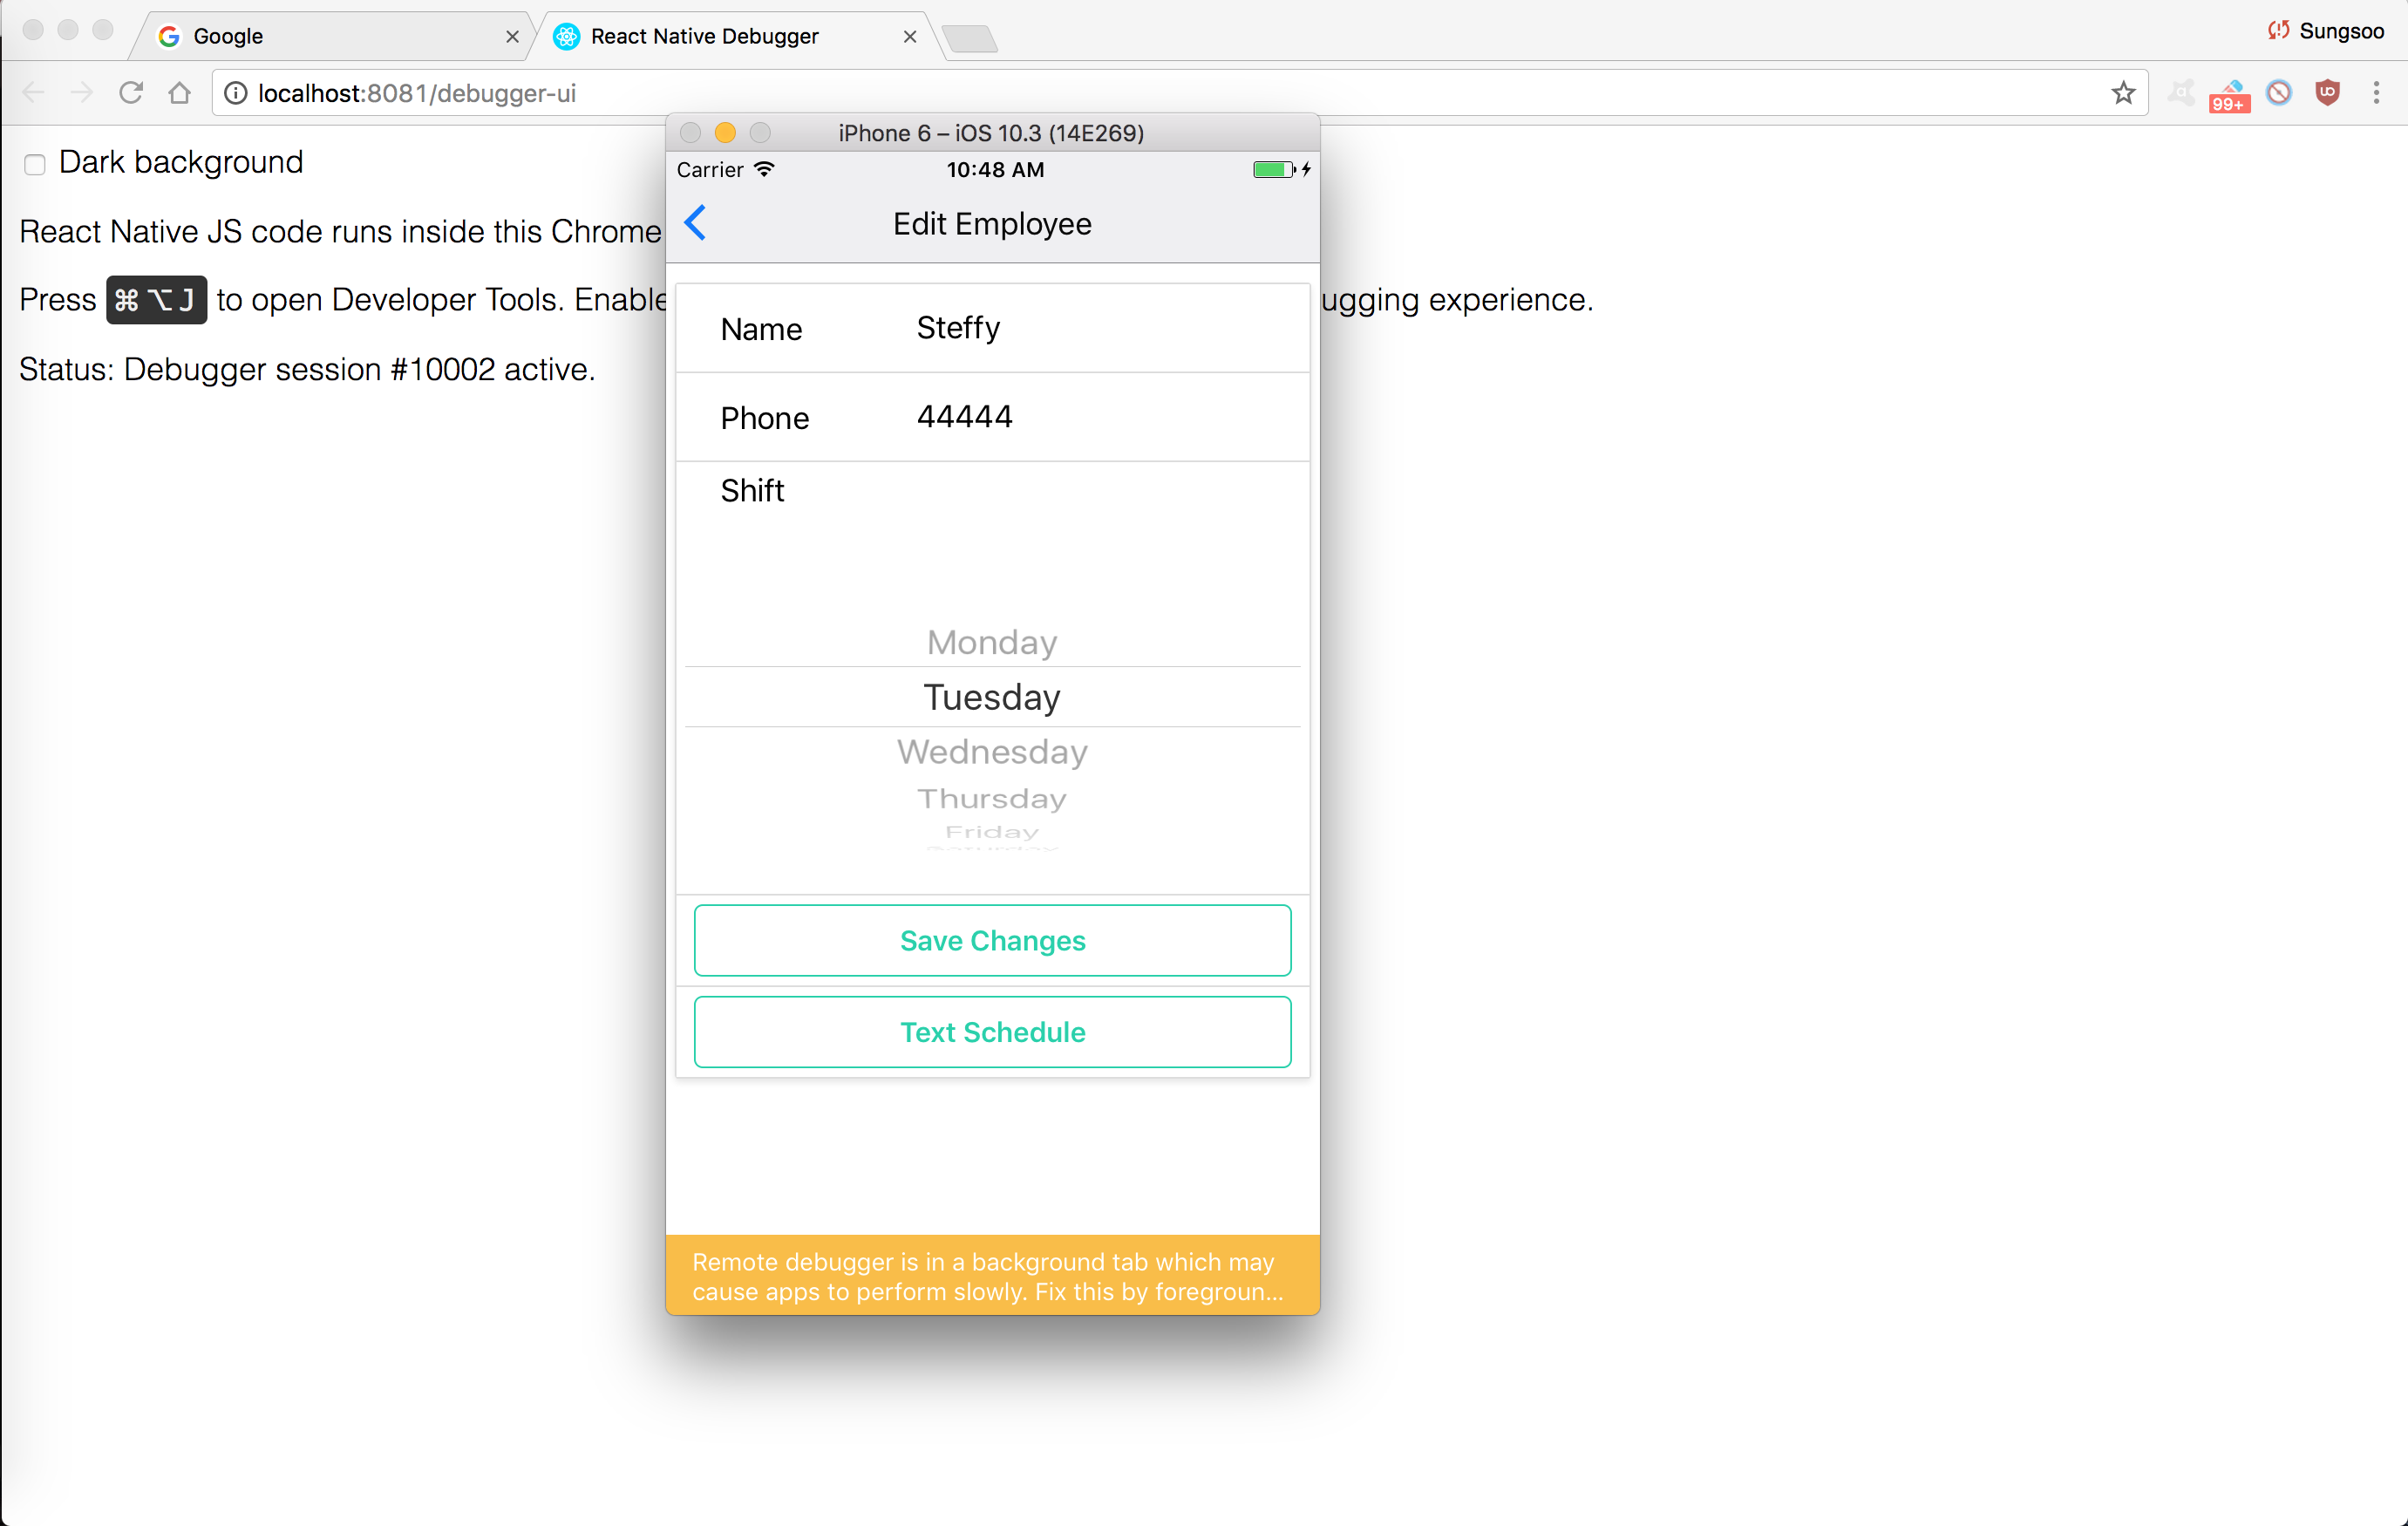 Google
React Native Debugger
Sungsoo
localhost:8081/debugger-ui
99+
Dark background
React Native JS code runs inside this Chrome
Press ⌘⌥J to open Developer Tools. Enable
ugging experience.
Status: Debugger session #10002 active.
iPhone 6 – iOS 10.3 (14E269)
Carrier 10:48 AM
Edit Employee
Name Steffy
Phone 44444
Shift
Monday
Tuesday
Wednesday
Thursday
Friday
Saturday
Save Changes
Text Schedule
Remote debugger is in a background tab which may
cause apps to perform slowly. Fix this by foregroun...